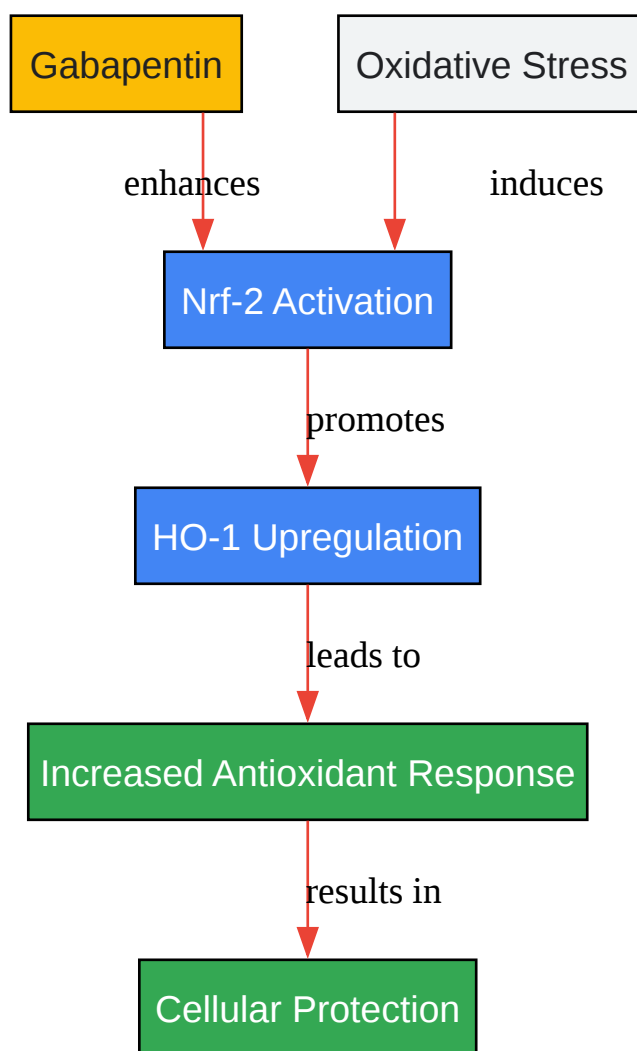 Gabapentin
Oxidative Stress
enhances
induces
Nrf-2 Activation
promotes
HO-1 Upregulation
leads to
Increased Antioxidant Response
results in
Cellular Protection